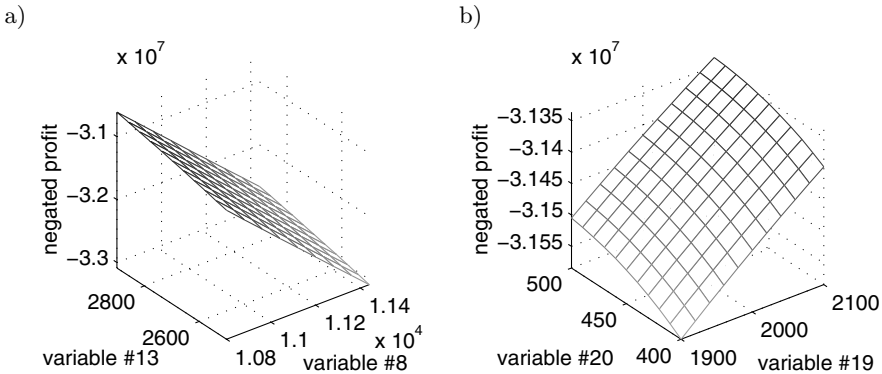 a)
x 10^7
negated profit
−3.1
−3.2
−3.3
2800
2600
variable #13
1.08
1.1
1.12
1.14
x 10^4
variable #8
b)
x 10^7
negated profit
−3.135
−3.14
−3.145
−3.15
−3.155
500
450
400
variable #20
1900
2000
2100
variable #19